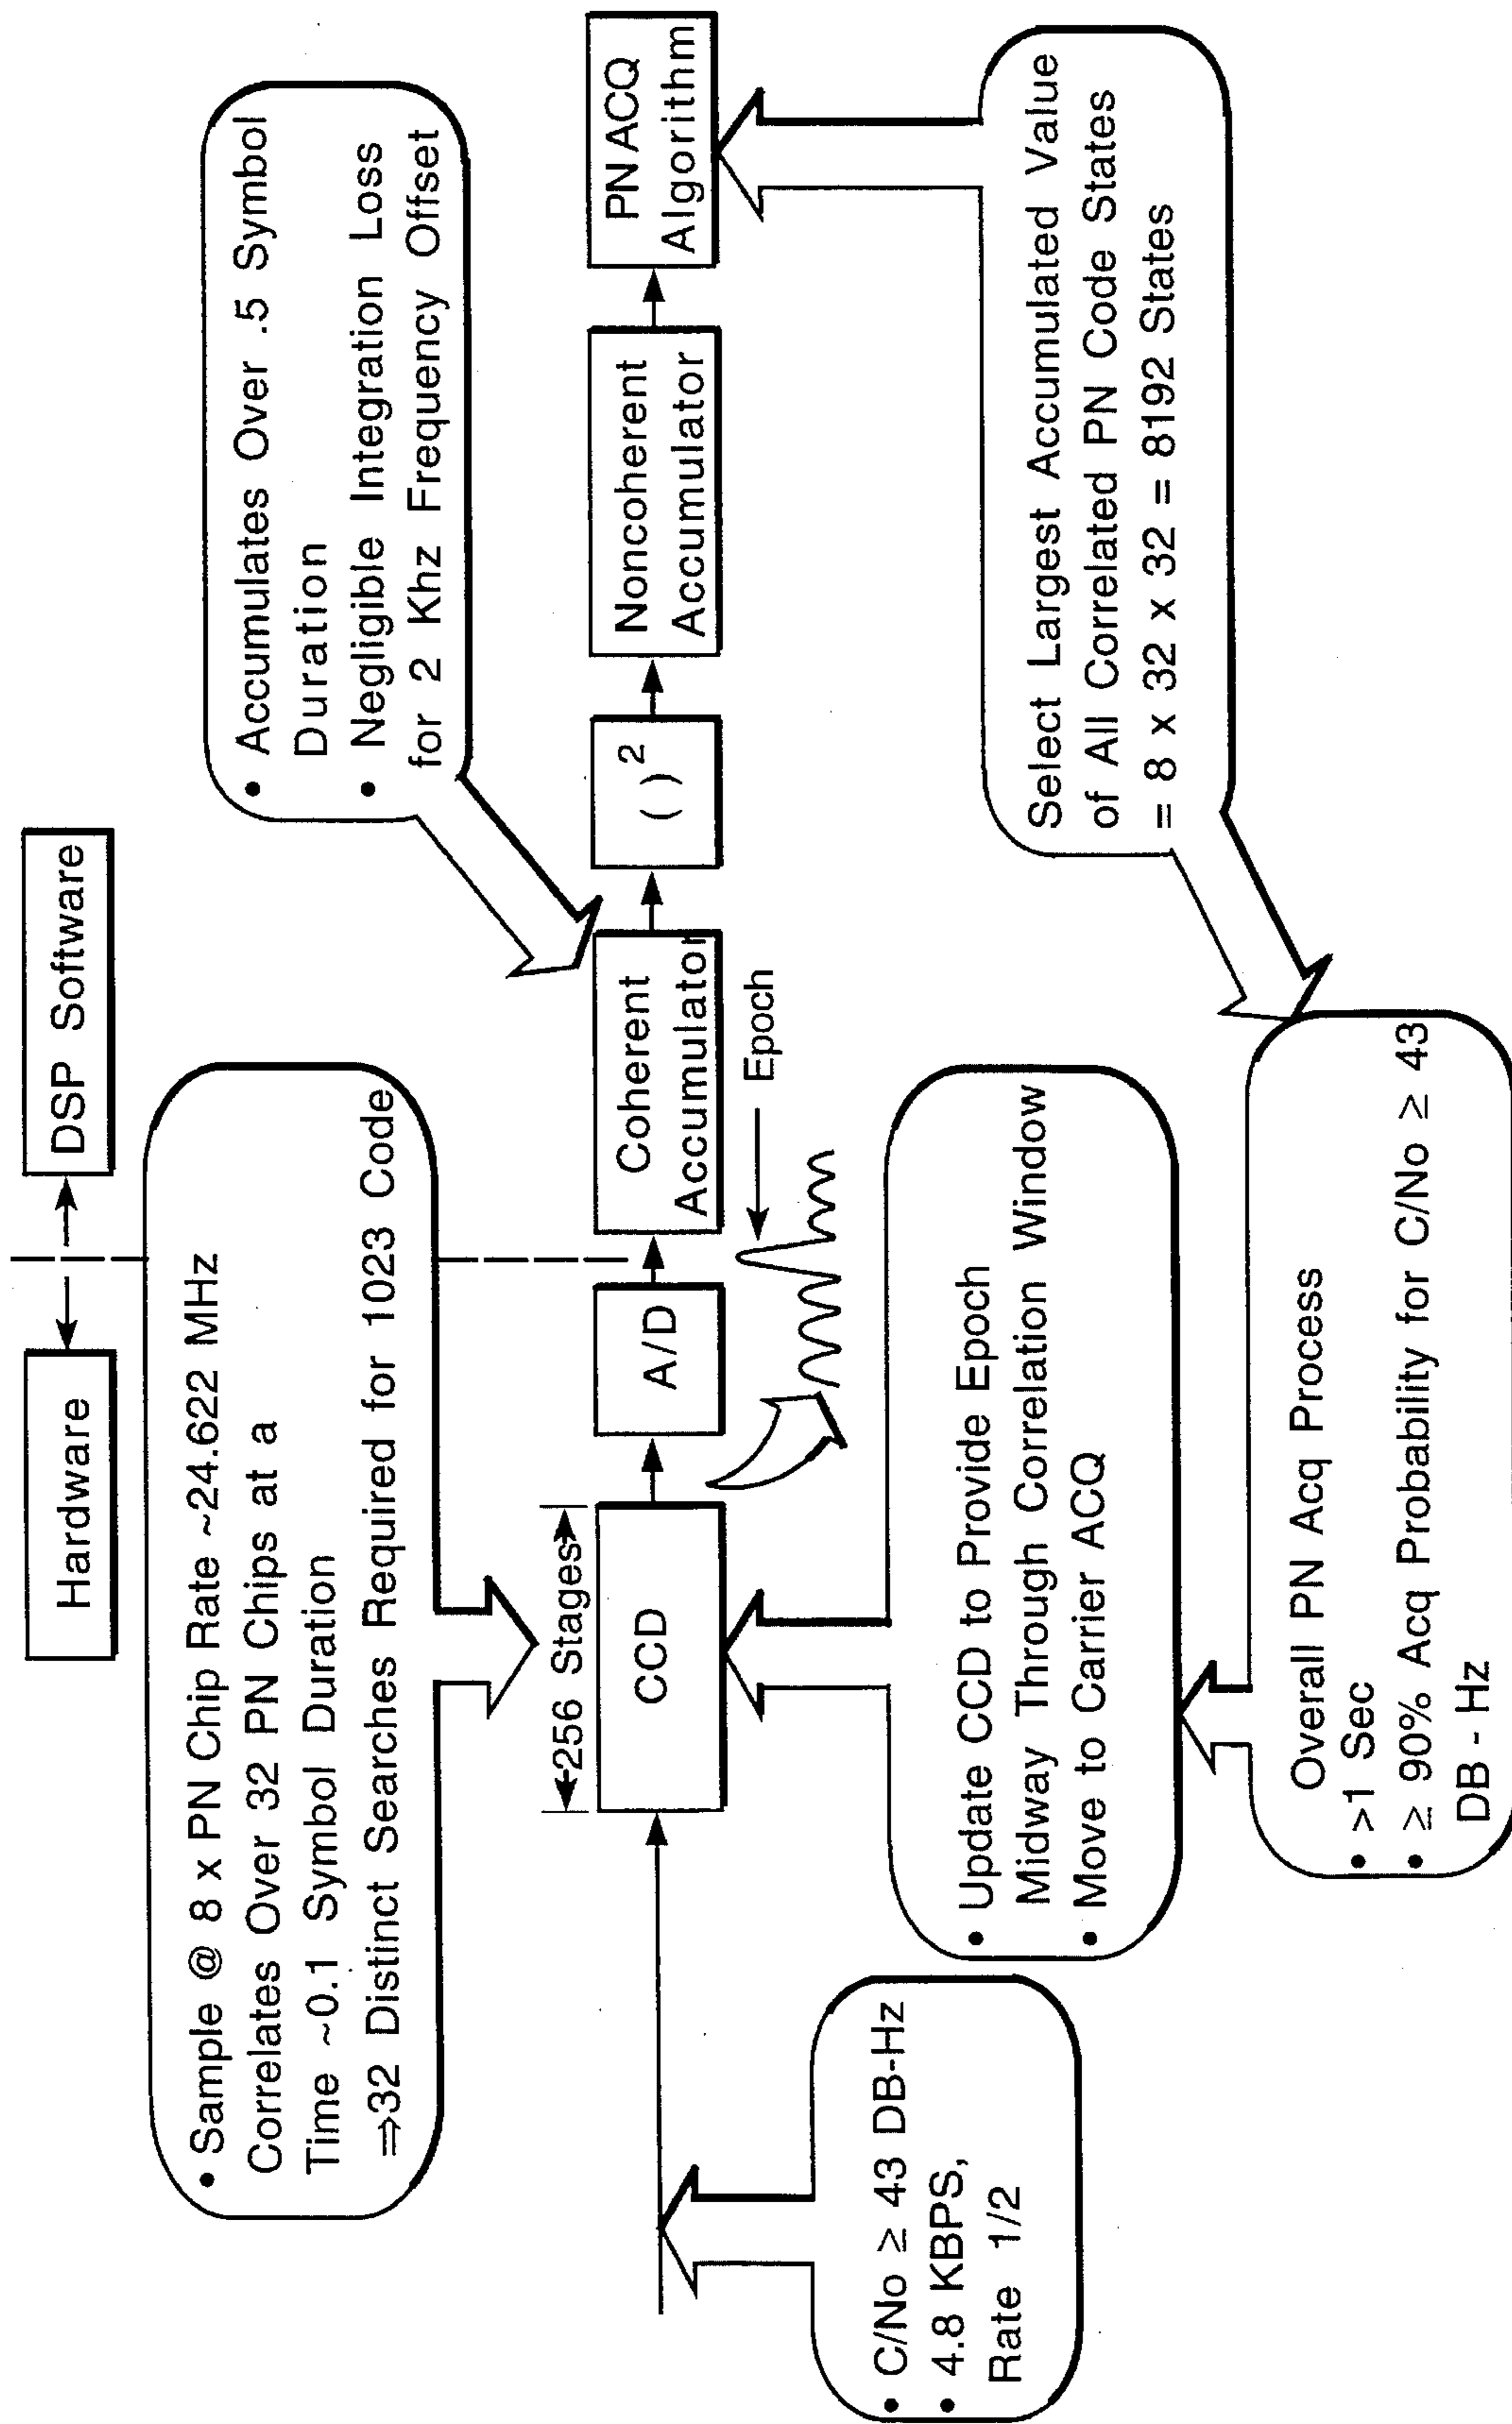 Hardware
DSP Software
• Sample @ 8 x PN Chip Rate ~24.622 MHz
Correlates Over 32 PN Chips at a
Time ~0.1 Symbol Duration
⇒32 Distinct Searches Required for 1023 Code
• Accumulates Over .5 Symbol
Duration
• Negligible Integration Loss
for 2 Khz Frequency Offset
256 Stages
CCD
A/D
Coherent
Accumulator
( )²
Noncoherent
Accumulator
PN ACQ
Algorithm
Epoch
• C/No ≥ 43 DB-Hz
• 4.8 KBPS,
Rate 1/2
• Update CCD to Provide Epoch
Midway Through Correlation Window
• Move to Carrier ACQ
Select Largest Accumulated Value
of All Correlated PN Code States
= 8 x 32 x 32 = 8192 States
Overall PN Acq Process
• >1 Sec
• ≥ 90% Acq Probability for C/No ≥ 43
DB - Hz